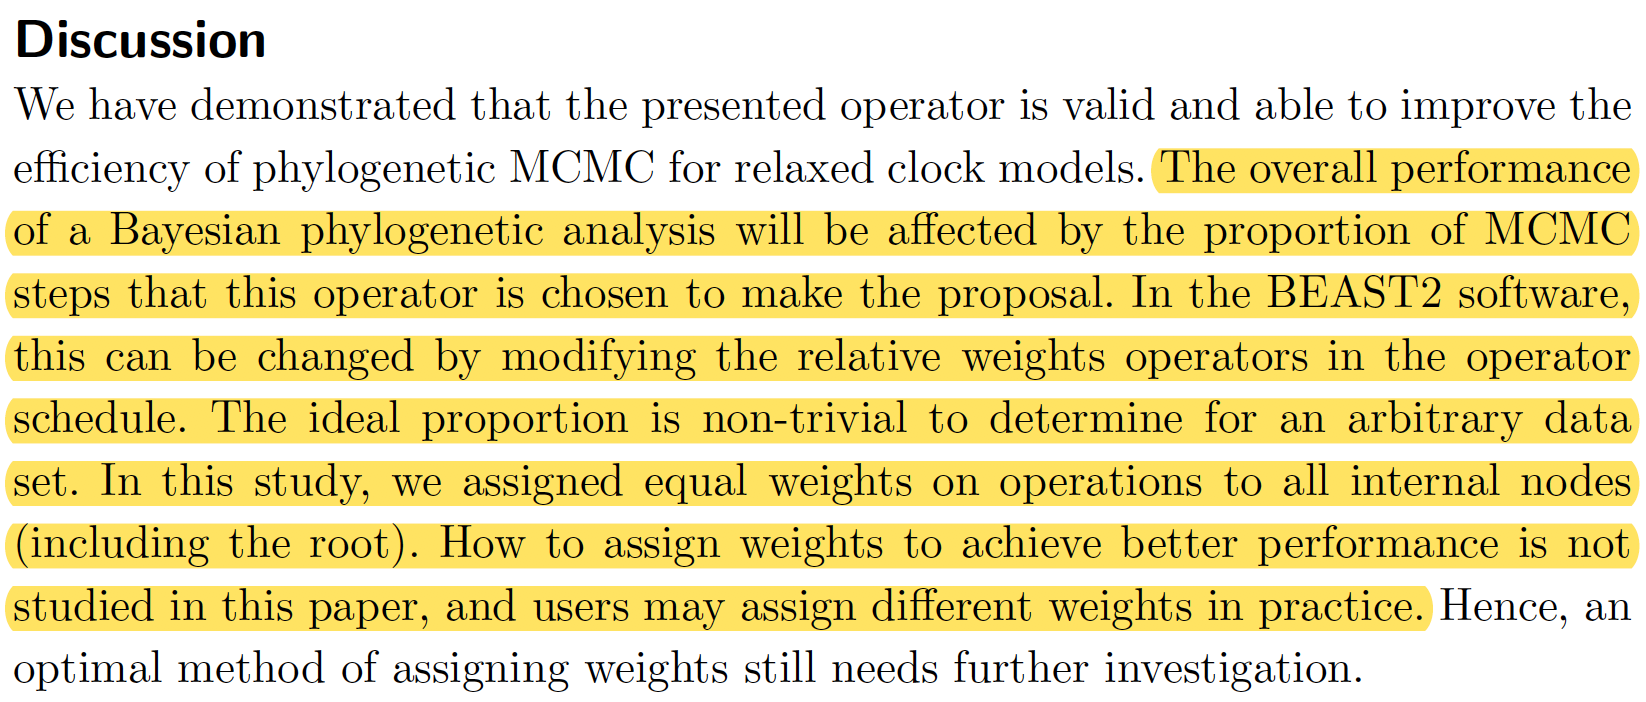 Discussion
We have demonstrated that the presented operator is valid and able to improve the
efficiency of phylogenetic MCMC for relaxed clock models. The overall performance
of a Bayesian phylogenetic analysis will be affected by the proportion of MCMC
steps that this operator is chosen to make the proposal. In the BEAST2 software,
this can be changed by modifying the relative weights operators in the operator
schedule. The ideal proportion is non-trivial to determine for an arbitrary data
set. In this study, we assigned equal weights on operations to all internal nodes
(including the root). How to assign weights to achieve better performance is not
studied in this paper, and users may assign different weights in practice. Hence, an
optimal method of assigning weights still needs further investigation.